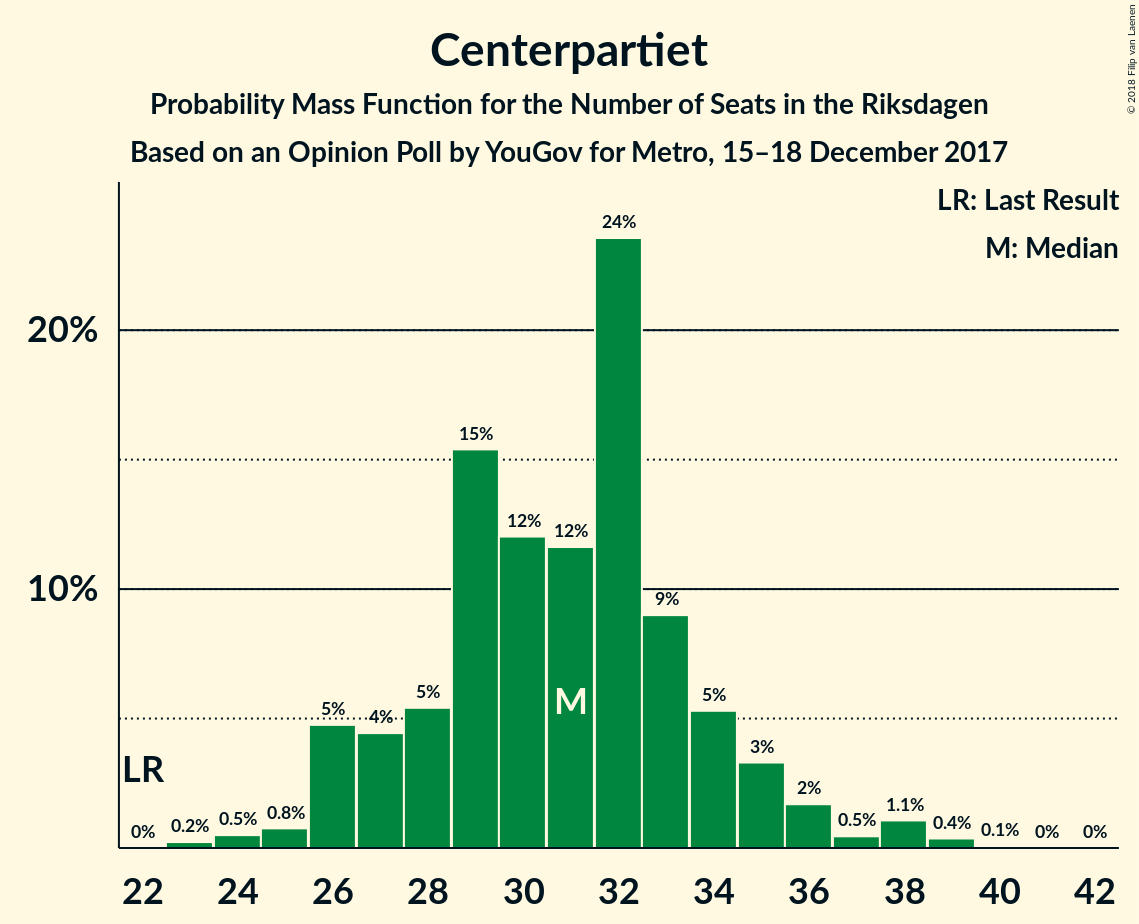 Centerpartiet
Probability Mass Function for the Number of Seats in the Riksdagen
Based on an Opinion Poll by YouGov for Metro, 15–18 December 2017
© 2018 Filip van Laenen
LR: Last Result
M: Median
20%
10%
0%
0.2%
0.5%
0.8%
5%
4%
5%
15%
12%
12%
24%
9%
5%
3%
2%
0.5%
1.1%
0.4%
0.1%
0%
0%
LR
M
22 24 26 28 30 32 34 36 38 40 42